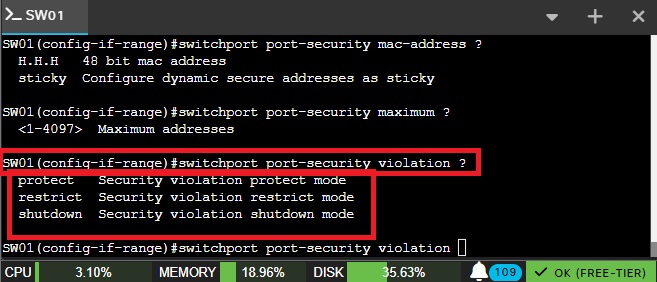 SW01
SW01(config-if-range)#switchport port-security mac-address ?
H.H.H 48 bit mac address
sticky Configure dynamic secure addresses as sticky
SW01(config-if-range)#switchport port-security maximum ?
<1-4097> Maximum addresses
SW01(config-if-range)#switchport port-security violation ?
protect Security violation protect mode
restrict Security violation restrict mode
shutdown Security violation shutdown mode
SW01(config-if-range)#switchport port-security violation
CPU 3.10% MEMORY 18.96% DISK 35.63% 109 OK (FREE-TIER)